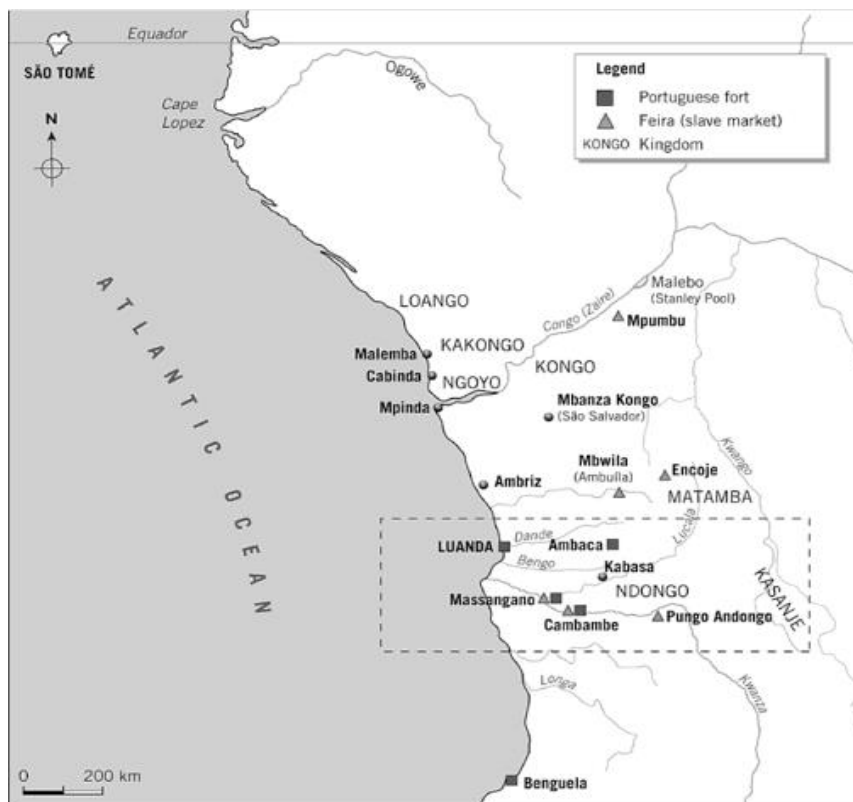 Equador
SÃO TOMÉ
Cape
Lopez
Ogowe
N
Legend
Portuguese fort
Feira (slave market)
KONGO Kingdom
ATLANTIC OCEAN
LOANGO
Congo (Zaire)
Malebo
(Stanley Pool)
Mpumbu
Malemba
KAKONGO
Cabinda
NGOYO
KONGO
Mpinda
Mbanza Kongo
(São Salvador)
Kwango
Mbwila
(Ambuíla)
Encoje
Ambriz
MATAMBA
Lucala
Dande
LUANDA
Ambaca
Bengo
Kabasa
NDONGO
KASANJE
Massangano
Cambambe
Pungo Andongo
Longa
Kwanza
0 200 km
Benguela